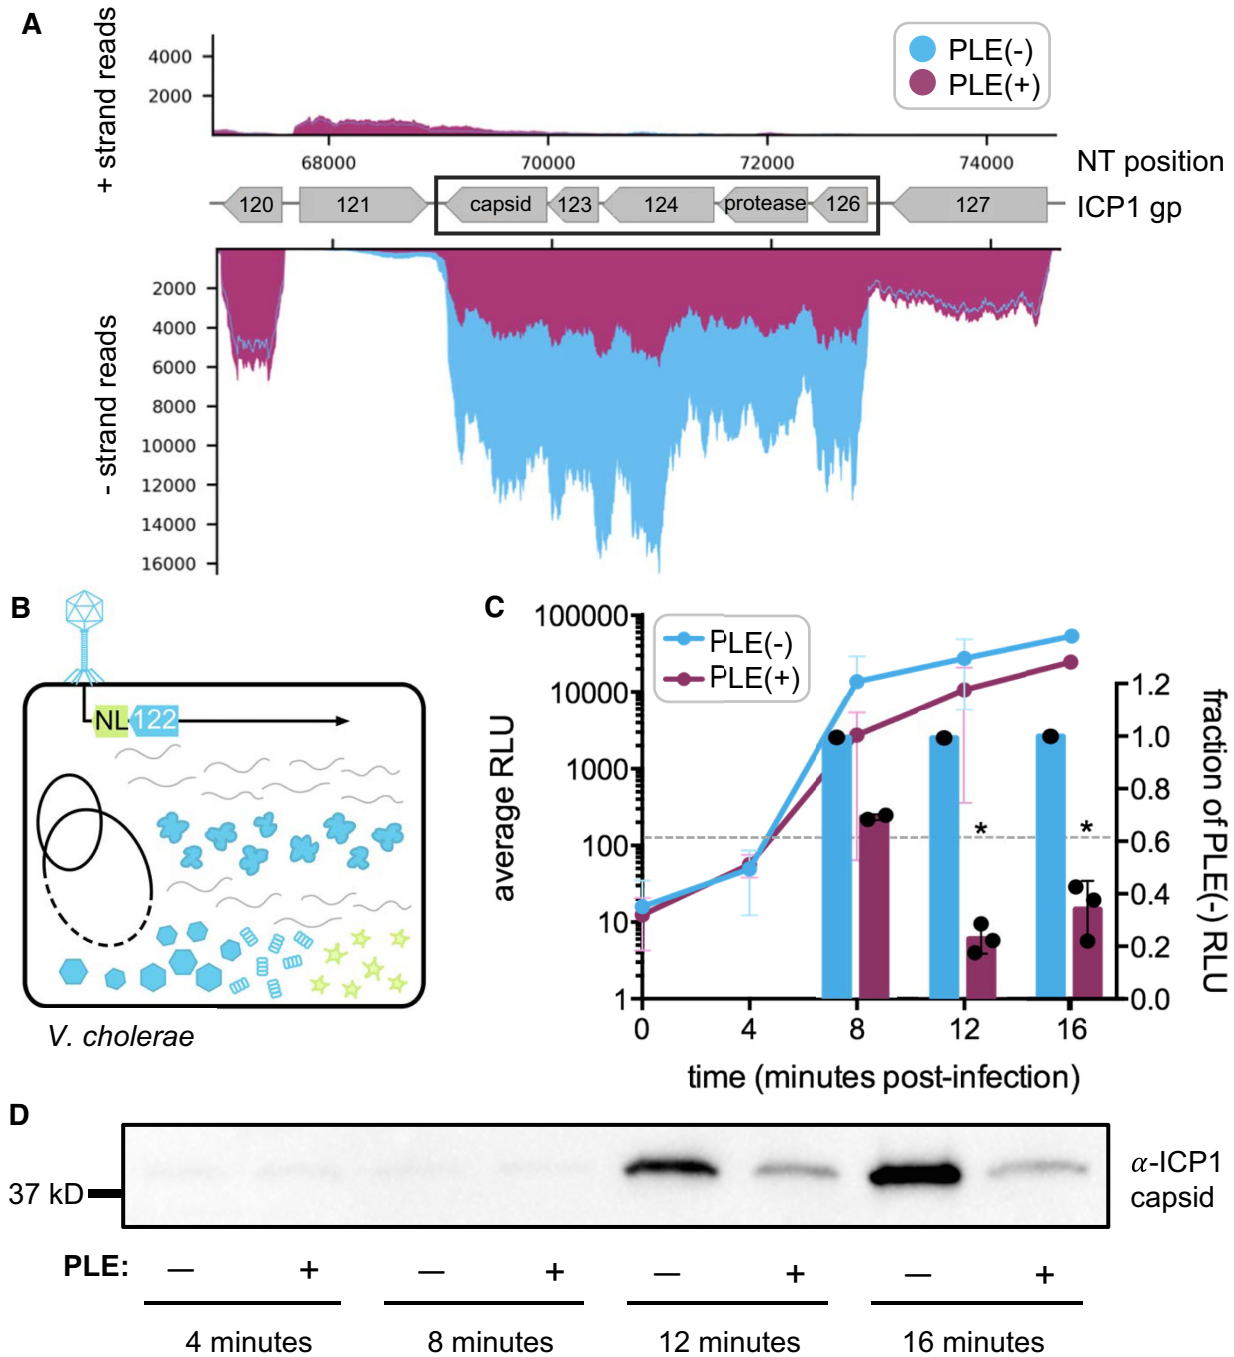 A
+ strand reads
4000
2000
PLE(-)
PLE(+)
68000
70000
72000
74000
NT position
120
121
capsid
123
124
protease
126
127
ICP1 gp
- strand reads
2000
4000
6000
8000
10000
12000
14000
16000
B
NL
122
V. cholerae
C
average RLU
100000
10000
1000
100
10
1
PLE(-)
PLE(+)
*
*
1.2
1.0
0.8
0.6
0.4
0.2
0.0
fraction of PLE(-) RLU
0
4
8
12
16
time (minutes post-infection)
D
37 kD
α-ICP1
capsid
PLE:
— + — + — + — +
4 minutes
8 minutes
12 minutes
16 minutes